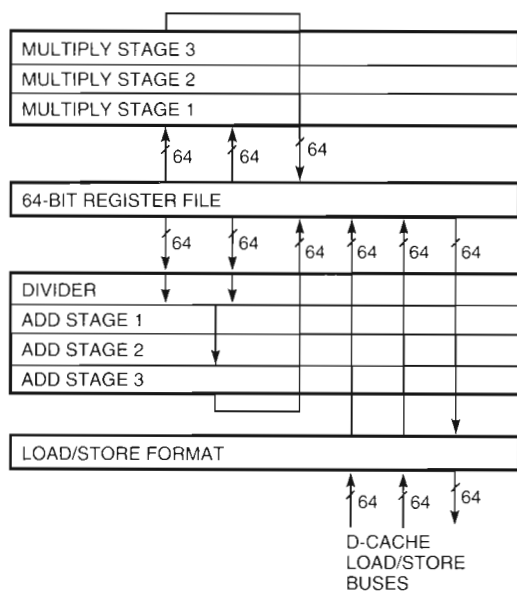 MULTIPLY STAGE 3
MULTIPLY STAGE 2
MULTIPLY STAGE 1
64 64 64
64-BIT REGISTER FILE
64 64 64 64 64 64
DIVIDER
ADD STAGE 1
ADD STAGE 2
ADD STAGE 3
LOAD/STORE FORMAT
64 64 64
D-CACHE
LOAD/STORE
BUSES